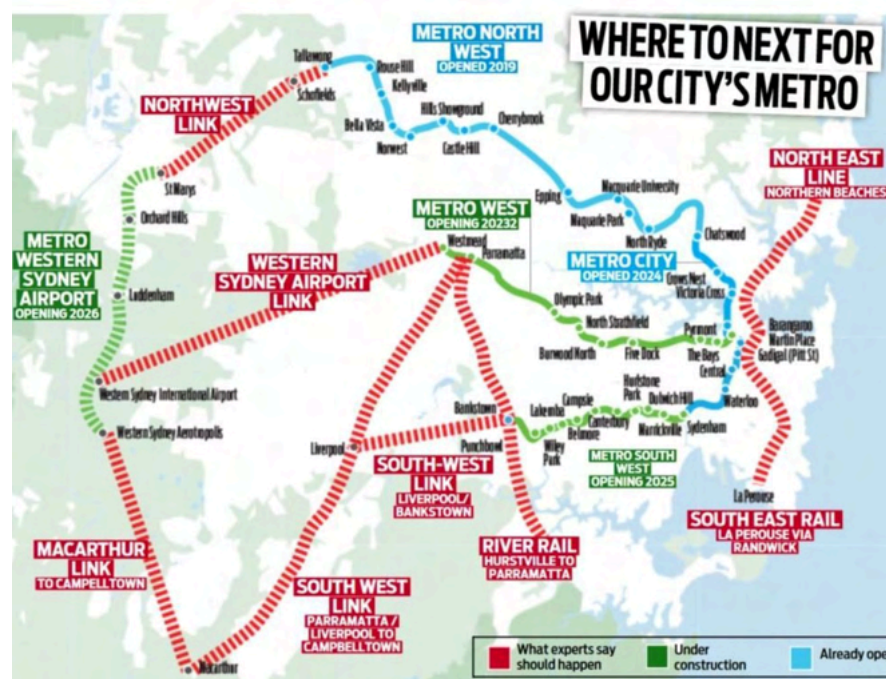 WHERE TO NEXT FOR
OUR CITY'S METRO
METRO NORTH
WEST
OPENED 2019
Tallawong
Schofields
Rouse Hill
Kellyville
Bella Vista
Norwest
Hills Showground
Castle Hill
Cherrybrook
NORTHWEST
LINK
St Marys
Orchard Hills
METRO
WESTERN
SYDNEY
AIRPORT
OPENING 2026
Luddenham
WESTERN
SYDNEY AIRPORT
LINK
Western Sydney International Airport
Western Sydney Aerotropolis
METRO WEST
OPENING 20232
Westmead
Parramatta
Epping
Macquarie University
Maquarie Park
North Ryde
Chatswood
METRO CITY
OPENED 2024
Crows Nest
Victoria Cross
NORTH EAST
LINE
NORTHERN BEACHES
Olympic Park
North Strathfield
Burwood North
Five Dock
Pyrmont
The Bays
Barangaroo
Martin Place
Gadigal (Pitt St)
Central
Waterloo
Bankstown
Punchbowl
Lakemba
Wiley
Park
Campsie
Belmore
Canterbury
Hurlstone
Park
Dulwich Hill
Marrickville
Sydenham
METRO SOUTH
WEST
OPENING 2025
Liverpool
SOUTH-WEST
LINK
LIVERPOOL/
BANKSTOWN
La Perouse
SOUTH EAST RAIL
LA PEROUSE VIA
RANDWICK
RIVER RAIL
HURSTVILLE TO
PARRAMATTA
MACARTHUR
LINK
TO CAMPELLTOWN
SOUTH WEST
LINK
PARRAMATTA /
LIVERPOOL TO
CAMPBELLTOWN
Macarthur
What experts say
should happen
Under
construction
Already ope